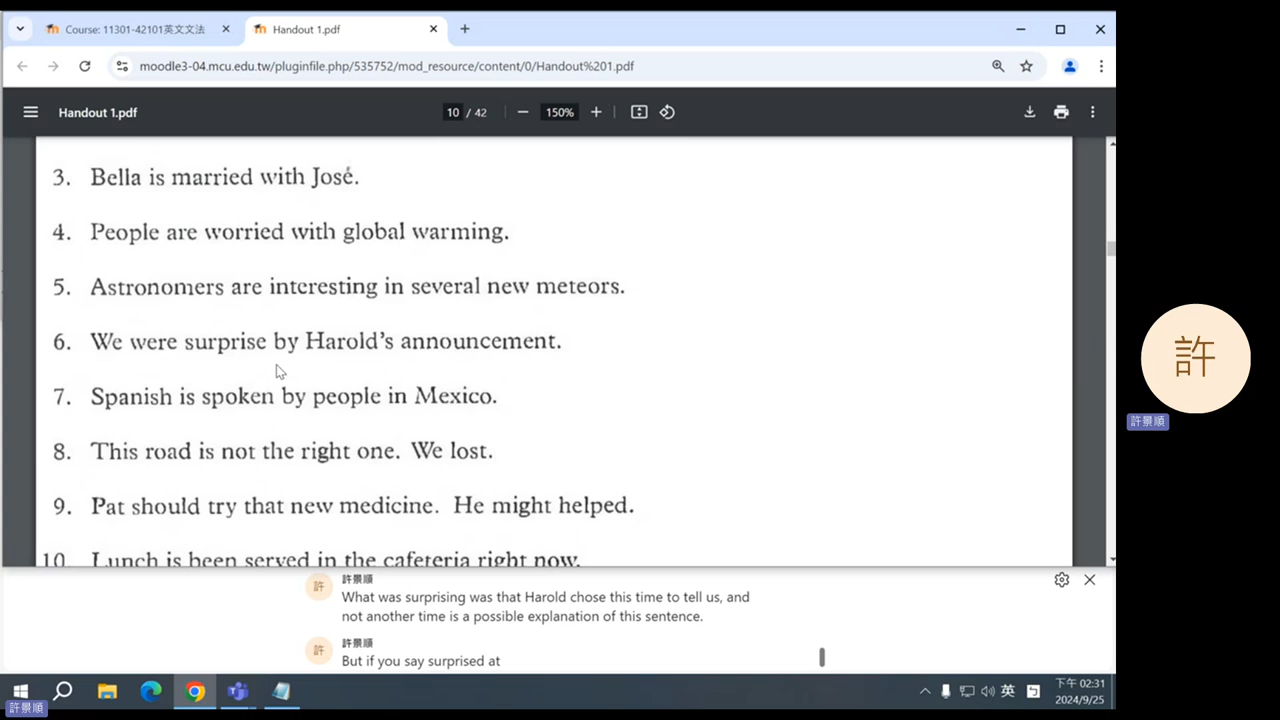 Course: 11301-42101英文文法
Handout 1.pdf
moodle3-04.mcu.edu.tw/pluginfile.php/535752/mod_resource/content/0/Handout%201.pdf
Handout 1.pdf
10 / 42
150%
3. Bella is married with José.
4. People are worried with global warming.
5. Astronomers are interesting in several new meteors.
6. We were surprise by Harold's announcement.
7. Spanish is spoken by people in Mexico.
8. This road is not the right one. We lost.
9. Pat should try that new medicine. He might helped.
10. Lunch is been served in the cafeteria right now.
許
許景順
許
許景順
What was surprising was that Harold chose this time to tell us, and
not another time is a possible explanation of this sentence.
許
許景順
But if you say surprised at
英
ㄅ
下午 02:31
2024/9/25
許景順